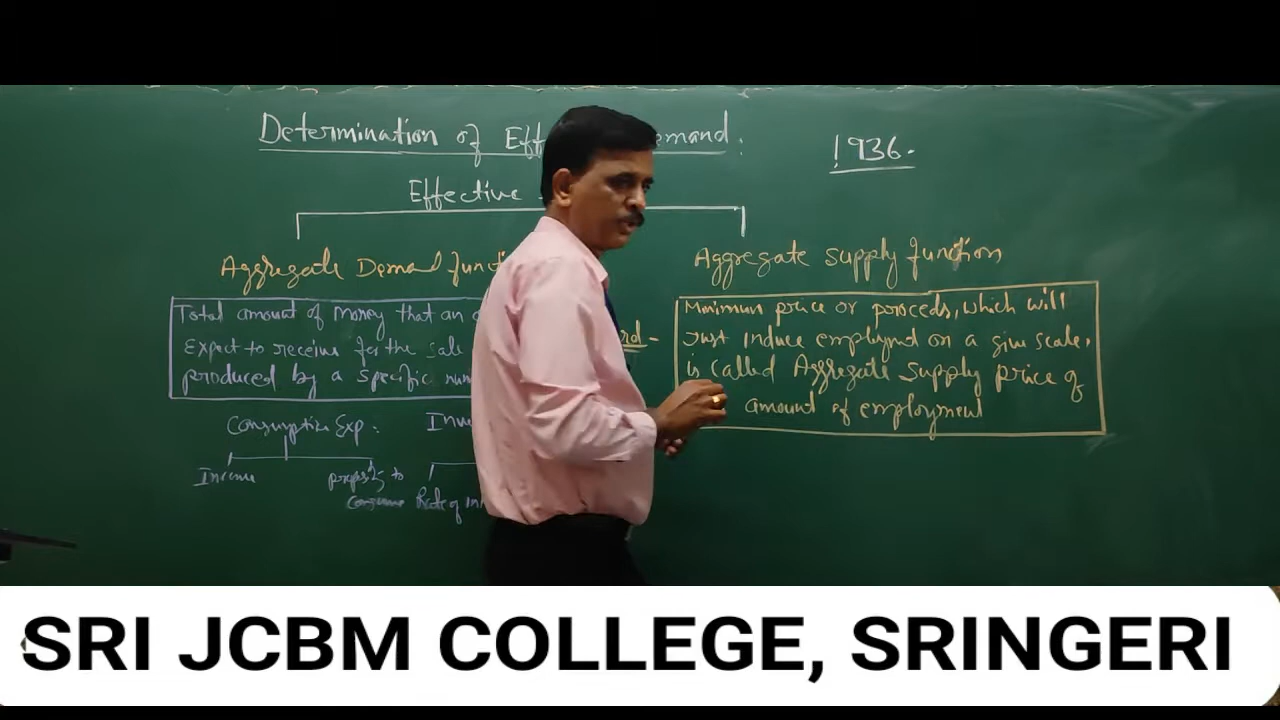 Determination of Eff emand :
1936.
Effective
Aggregate Demand functi
Aggregate supply function
Total amount of money that an
Expect to receive for the sale
produced by a specific num
Minimum price or proceeds, which will
Just induce employment on a given scale,
is called Aggregate supply price of
amount of employment
Consumption Exp :
Inve
Income
propensity to
consume
Rate of in
SRI JCBM COLLEGE, SRINGERI